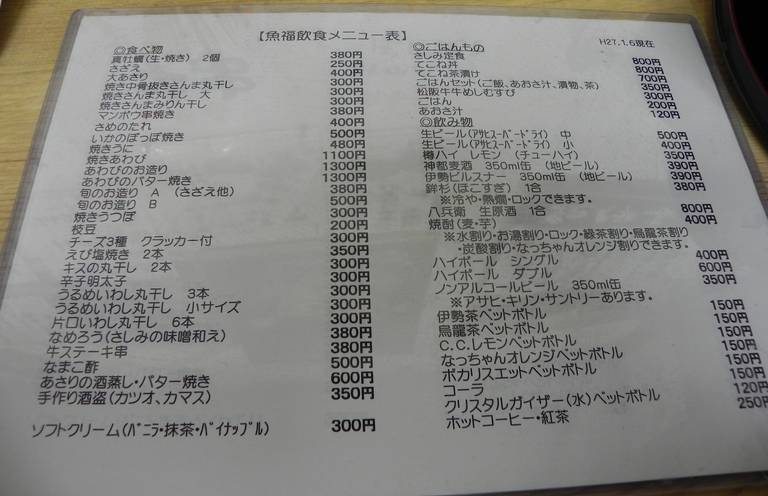 【魚福飲食メニュー表】
H27.1.6現在
◎食べ物
真牡蠣(生・焼き) 2個 380円
さざえ 250円
大あさり 400円
焼き中骨抜きさんま丸干し 300円
焼きさんま丸干し 大 300円
焼きさんまみりん干し 300円
マンボウ串焼き 380円
さめのたれ 400円
いかのぽっぽ焼き 500円
焼きうに 480円
焼きあわび 1100円
あわびのお造り 1300円
あわびのバター焼き 1300円
旬のお造り A (さざえ他) 380円
旬のお造り B 500円
焼きうつぼ 300円
枝豆 200円
チーズ3種 クラッカー付 300円
えび塩焼き 2本 350円
キスの丸干し 2本 300円
辛子明太子 300円
うるめいわし丸干し 3本 300円
うるめいわし丸干し 小サイズ 300円
片口いわし丸干し 6本 300円
なめろう(さしみの味噌和え) 380円
牛ステーキ串 380円
なまこ酢 500円
あさりの酒蒸し・バター焼き 600円
手作り酒盗(カツオ、カマス) 350円
ソフトクリーム(ﾊﾞﾆﾗ・抹茶・ﾊﾟｲﾅｯﾌﾟﾙ) 300円
◎ごはんもの
さしみ定食 800円
てこね丼 800円
てこね茶漬け 700円
ごはんセット(ご飯、あおさ汁、漬物、茶) 350円
松阪牛牛めしむすび 300円
ごはん 200円
あおさ汁 120円
◎飲み物
生ビール(ｱｻﾋｽｰﾊﾟｰﾄﾞﾗｲ) 中 500円
生ビール(ｱｻﾋｽｰﾊﾟｰﾄﾞﾗｲ) 小 400円
樽ハイ レモン (チューハイ) 350円
神都麦酒 350ml缶 (地ビール) 390円
伊勢ピルスナー 350ml缶 (地ビール) 390円
鉾杉(ほこすぎ) 1合 380円
※冷や・熱燗・ロックできます。
八兵衛 生原酒 1合 800円
焼酎(麦・芋) 400円
※水割り・お湯割り・ロック・緑茶割り・烏龍茶割り
・炭酸割り・なっちゃんオレンジ割りできます。
ハイボール シングル 400円
ハイボール ダブル 600円
ノンアルコールビール 350ml缶 350円
※アサヒ・キリン・サントリーあります。
伊勢茶ペットボトル 150円
烏龍茶ペットボトル 150円
C.C.レモンペットボトル 150円
なっちゃんオレンジペットボトル 150円
ポカリスエットペットボトル 150円
コーラ 150円
クリスタルガイザー(水)ペットボトル 120円
ホットコーヒー・紅茶 250円